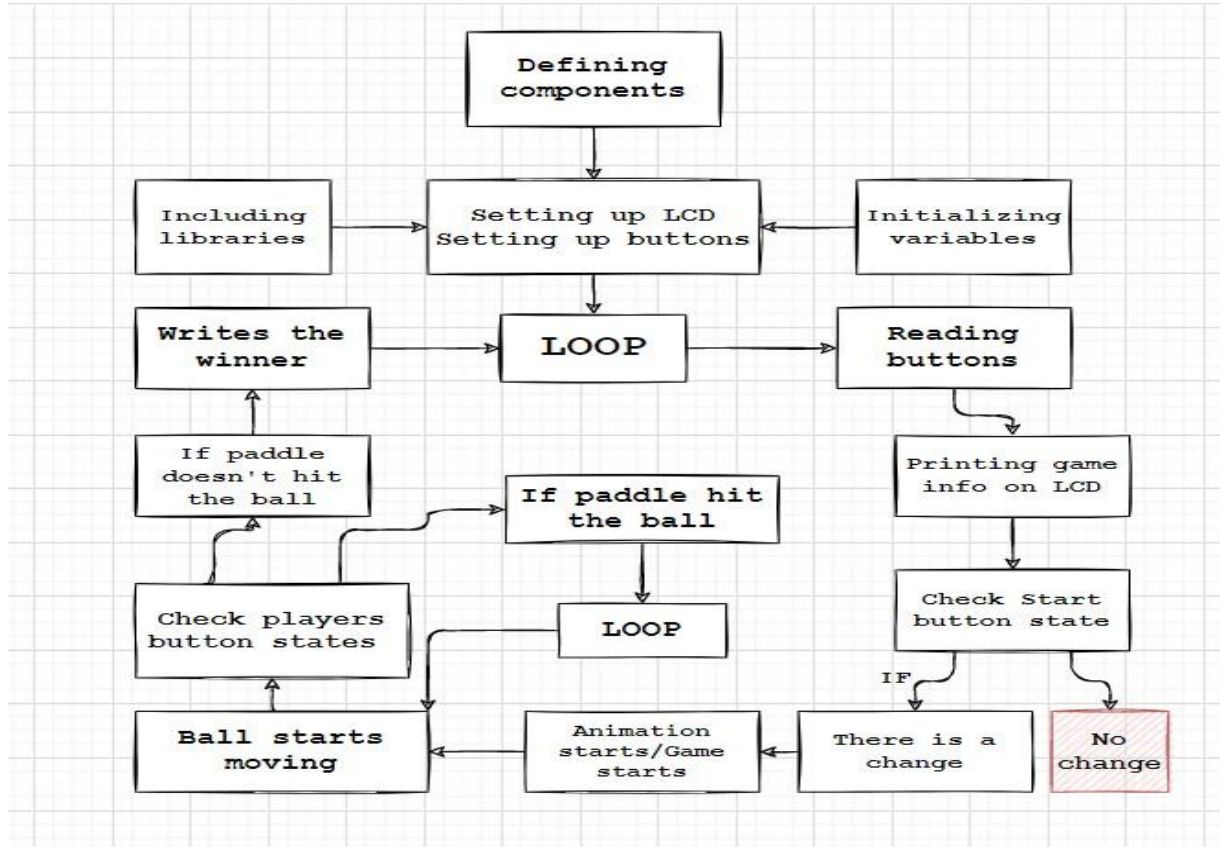 Defining
components
Including
libraries
Setting up LCD
Setting up buttons
Initializing
variables
Writes the
winner
LOOP
Reading
buttons
If paddle
doesn't hit
the ball
If paddle hit
the ball
Printing game
info on LCD
Check players
button states
LOOP
Check Start
button state
IF
Ball starts
moving
Animation
starts/Game
starts
There is a
change
No
change